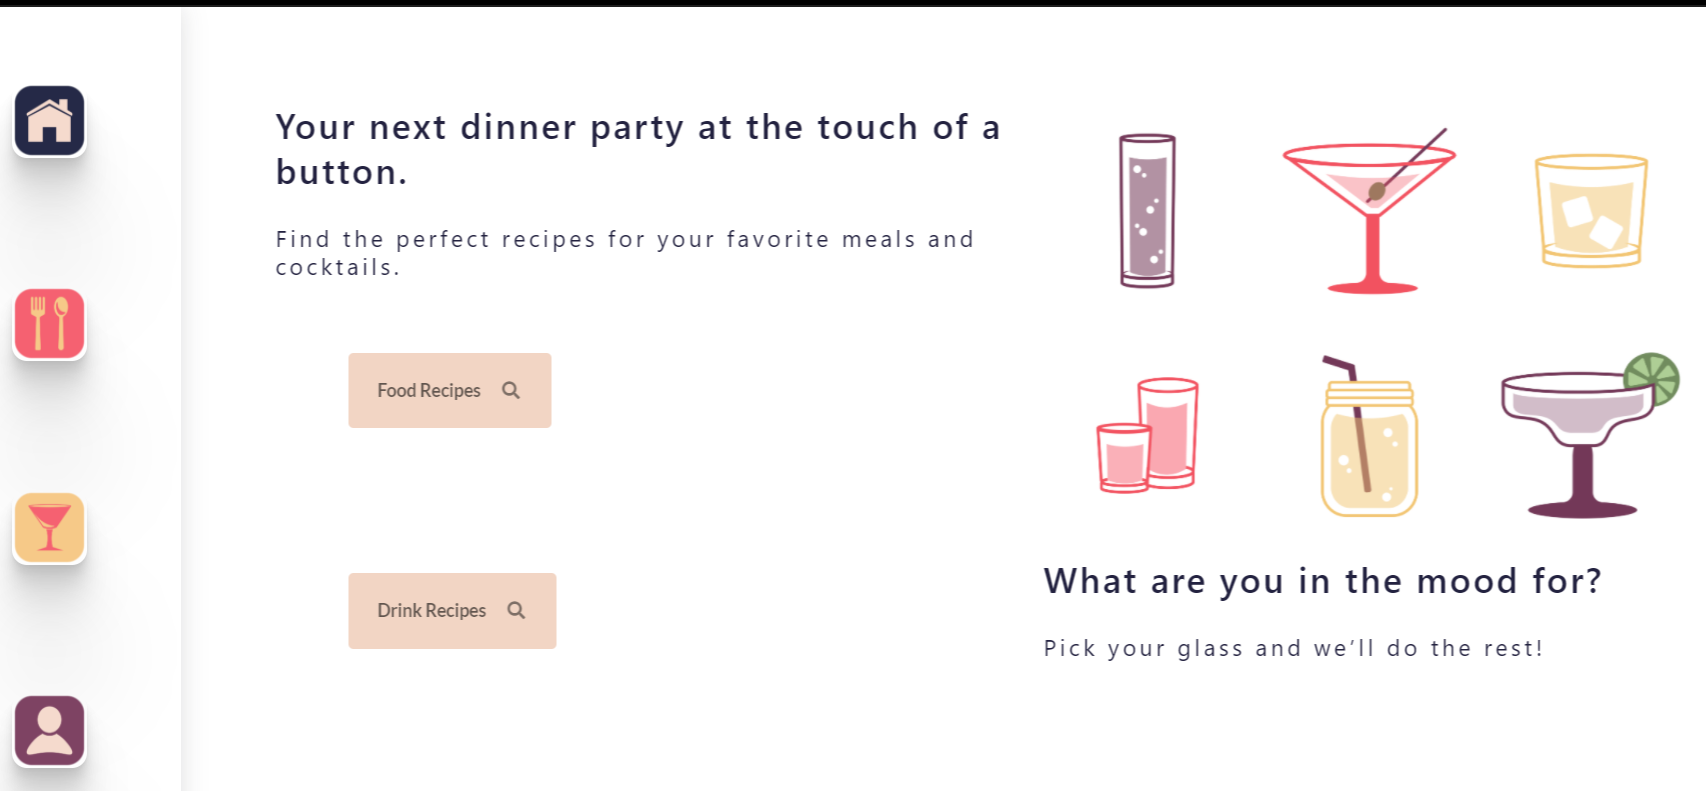 Your next dinner party at the touch of a
button.
Find the perfect recipes for your favorite meals and
cocktails.
Food Recipes
Drink Recipes
What are you in the mood for?
Pick your glass and we’ll do the rest!